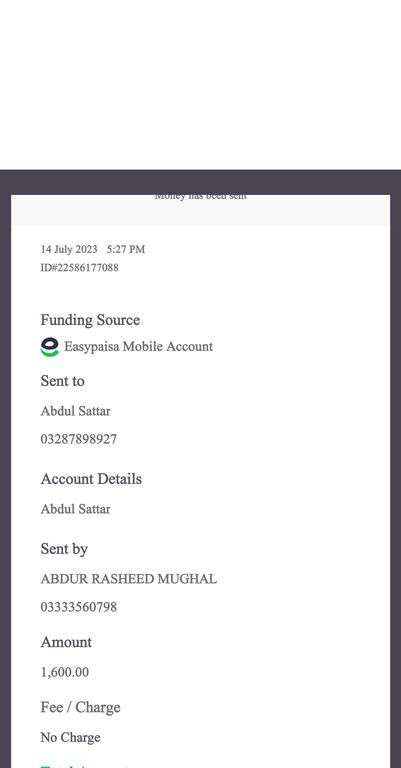 Money has been sent
14 July 2023 5:27 PM
ID#22586177088
Funding Source
Easypaisa Mobile Account
Sent to
Abdul Sattar
03287898927
Account Details
Abdul Sattar
Sent by
ABDUR RASHEED MUGHAL
03333560798
Amount
1,600.00
Fee / Charge
No Charge